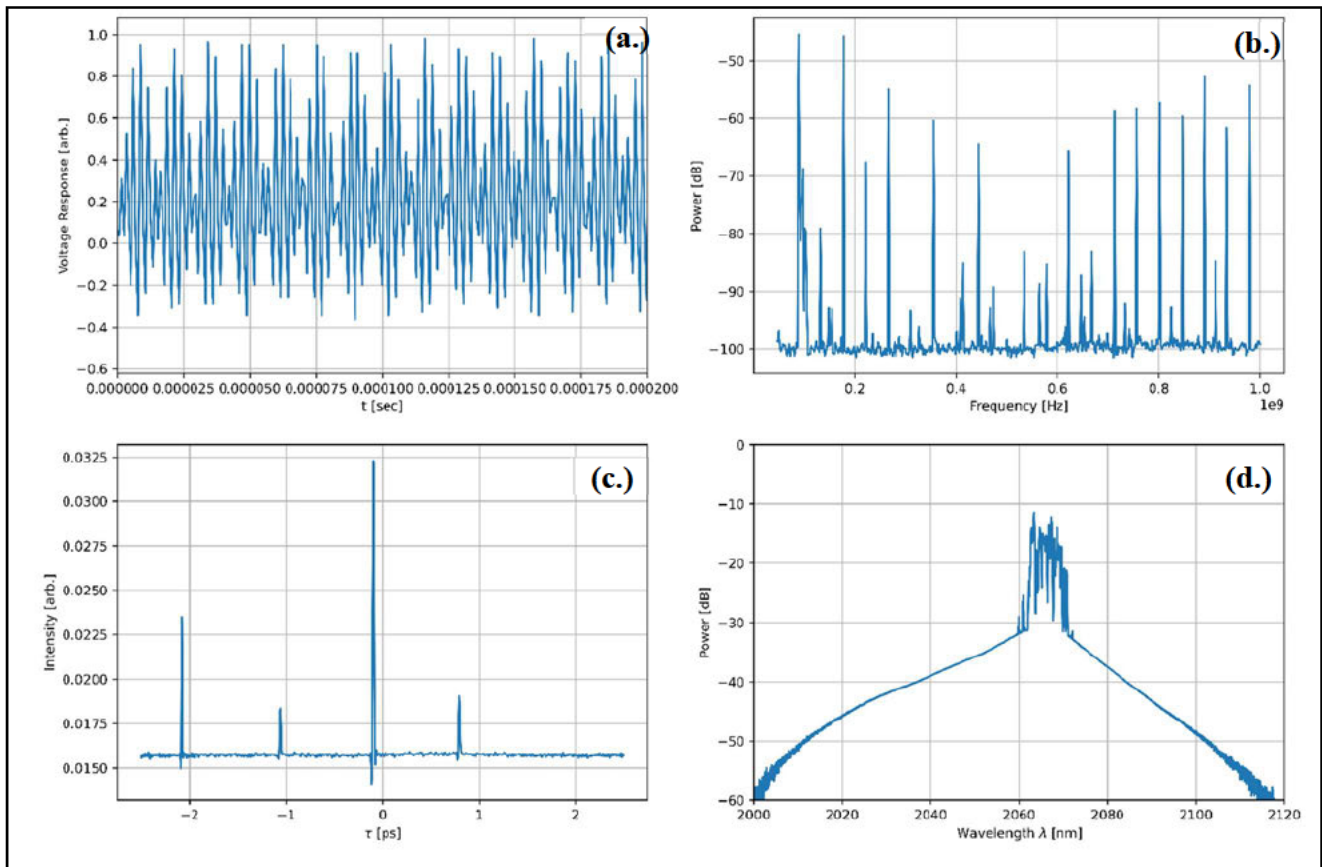 (a.)
1.0
0.8
0.6
0.4
0.2
0.0
−0.2
−0.4
−0.6
Voltage Response [arb.]
0.000000 0.000025 0.000050 0.000075 0.000100 0.000125 0.000150 0.000175 0.000200
t [sec]
(b.)
−50
−60
−70
−80
−90
−100
Power [dB]
0.2 0.4 0.6 0.8 1.0
Frequency [Hz]
1e9
(c.)
0.0325
0.0300
0.0275
0.0250
0.0225
0.0200
0.0175
0.0150
Intensity [arb.]
−2 −1 0 1 2
τ [ps]
(d.)
0
−10
−20
−30
−40
−50
−60
Power [dB]
2000 2020 2040 2060 2080 2100 2120
Wavelength λ [nm]